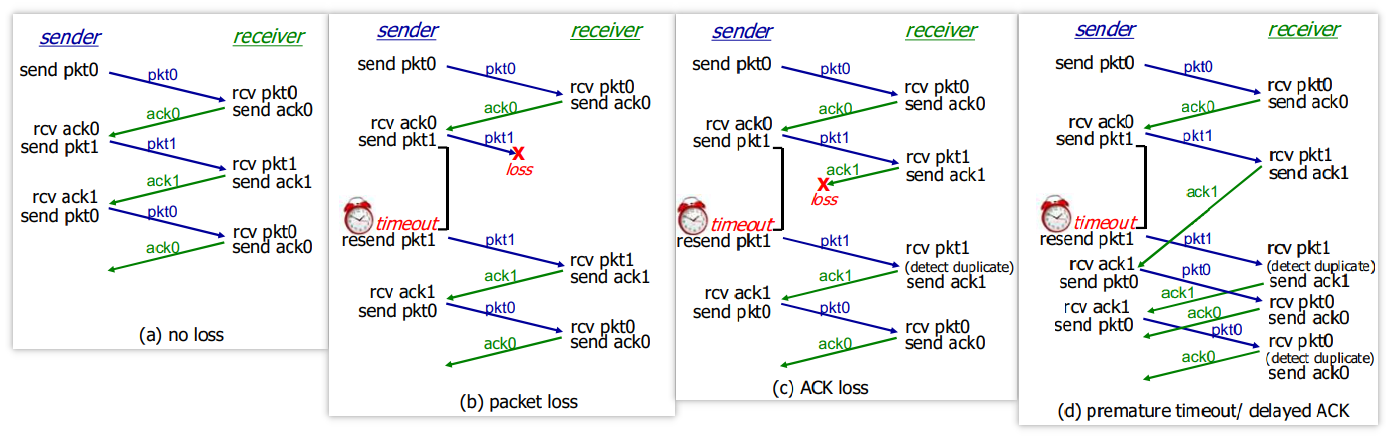 sender
receiver
send pkt0
pkt0
rcv pkt0
send ack0
ack0
rcv ack0
send pkt1
pkt1
rcv pkt1
send ack1
ack1
rcv ack1
send pkt0
pkt0
rcv pkt0
send ack0
ack0
(a) no loss
sender
receiver
send pkt0
pkt0
rcv pkt0
send ack0
ack0
rcv ack0
send pkt1
pkt1
X
loss
timeout
resend pkt1
pkt1
rcv pkt1
send ack1
ack1
rcv ack1
send pkt0
pkt0
rcv pkt0
send ack0
ack0
(b) packet loss
sender
receiver
send pkt0
pkt0
rcv pkt0
send ack0
ack0
rcv ack0
send pkt1
pkt1
rcv pkt1
send ack1
ack1
X
loss
timeout
resend pkt1
pkt1
rcv pkt1
(detect duplicate)
send ack1
ack1
rcv ack1
send pkt0
pkt0
rcv pkt0
send ack0
ack0
(c) ACK loss
sender
receiver
send pkt0
pkt0
rcv pkt0
send ack0
ack0
rcv ack0
send pkt1
pkt1
rcv pkt1
send ack1
ack1
timeout
resend pkt1
pkt1
rcv pkt1
(detect duplicate)
send ack1
rcv ack1
send pkt0
pkt0
ack1
rcv pkt0
send ack0
rcv ack1
send pkt0
ack0
pkt0
rcv pkt0
(detect duplicate)
send ack0
ack0
(d) premature timeout/ delayed ACK